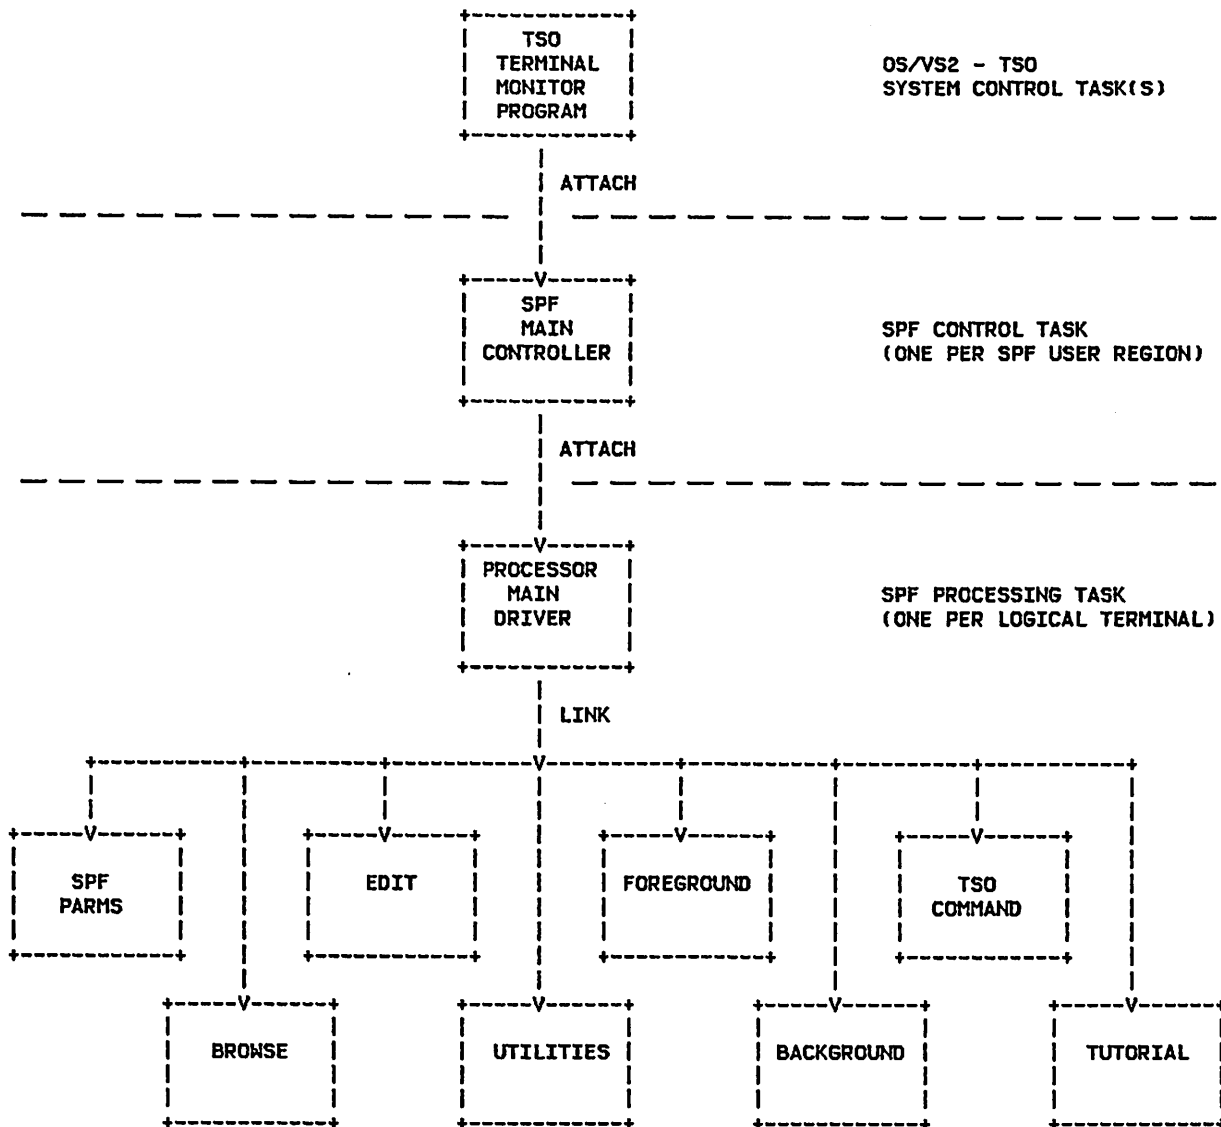 TSO
TERMINAL
MONITOR
PROGRAM
OS/VS2 - TSO
SYSTEM CONTROL TASK(S)
ATTACH
SPF
MAIN
CONTROLLER
SPF CONTROL TASK
(ONE PER SPF USER REGION)
ATTACH
PROCESSOR
MAIN
DRIVER
SPF PROCESSING TASK
(ONE PER LOGICAL TERMINAL)
LINK
SPF
PARMS
EDIT
FOREGROUND
TSO
COMMAND
BROWSE
UTILITIES
BACKGROUND
TUTORIAL